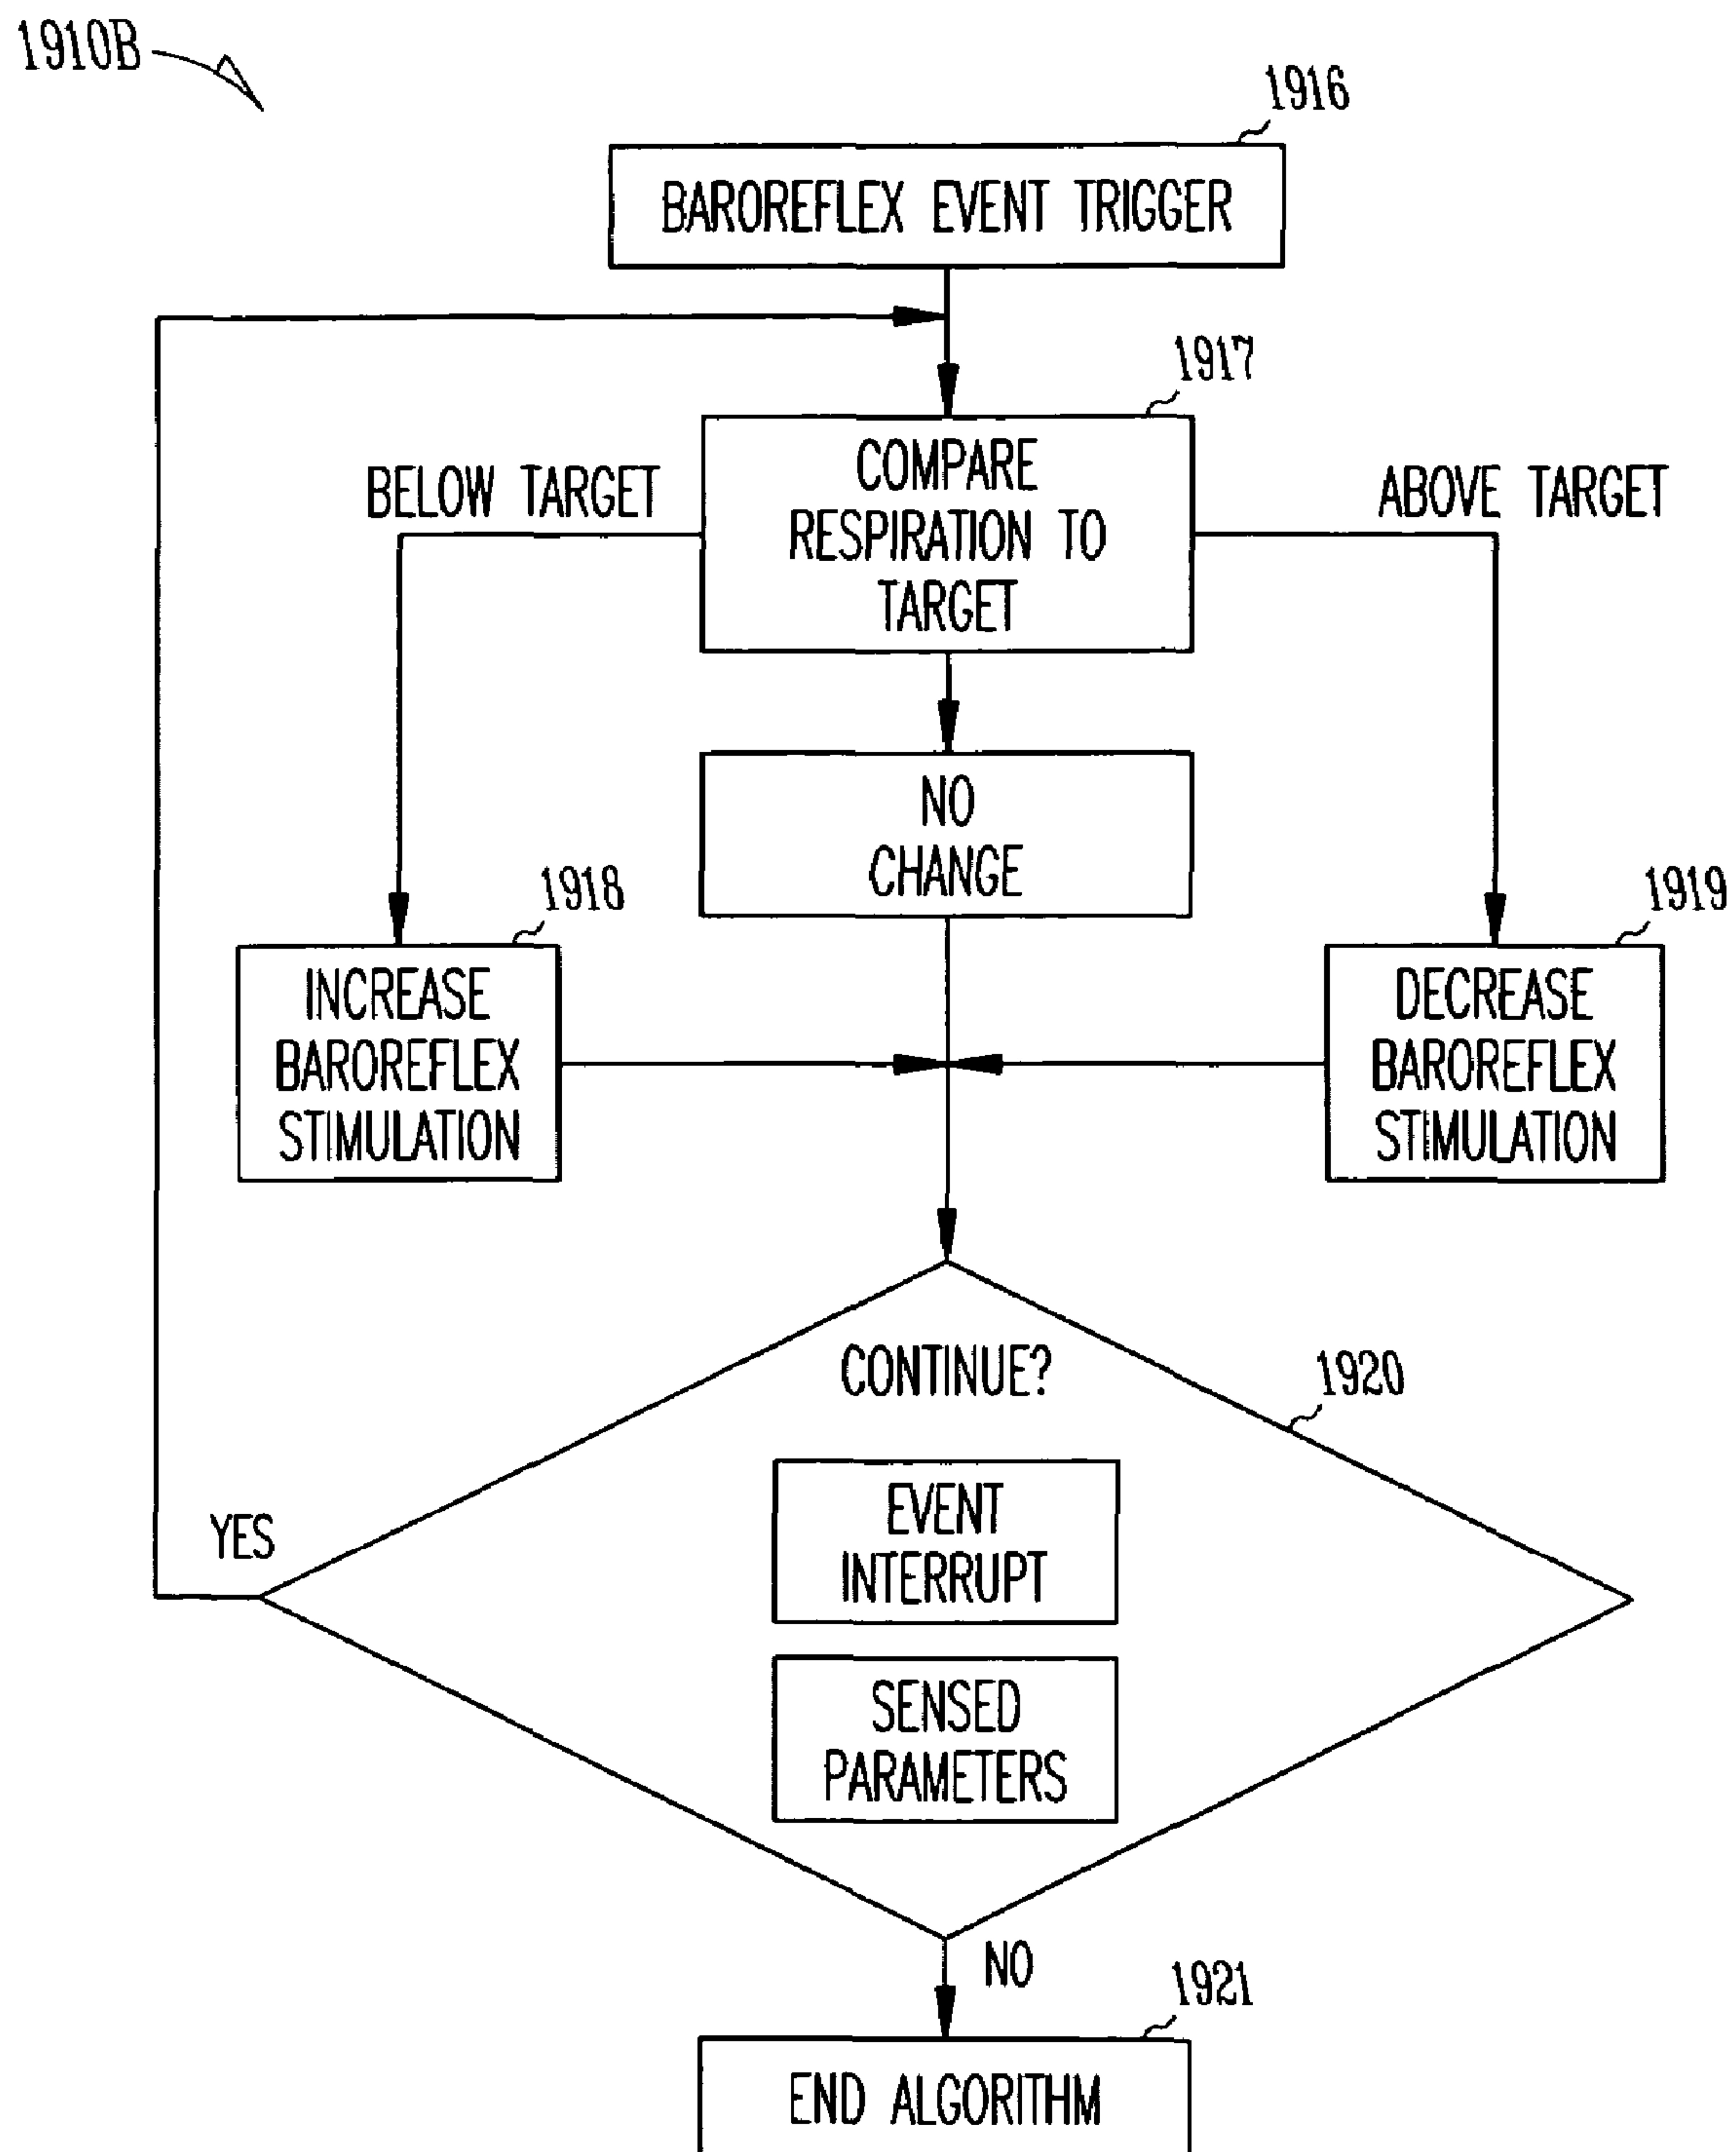 1910B
1916
BAROREFLEX EVENT TRIGGER
1917
COMPARE
RESPIRATION TO
TARGET
BELOW TARGET
ABOVE TARGET
NO
CHANGE
1918
INCREASE
BAROREFLEX
STIMULATION
1919
DECREASE
BAROREFLEX
STIMULATION
CONTINUE?
1920
EVENT
INTERRUPT
YES
SENSED
PARAMETERS
NO
1921
END ALGORITHM